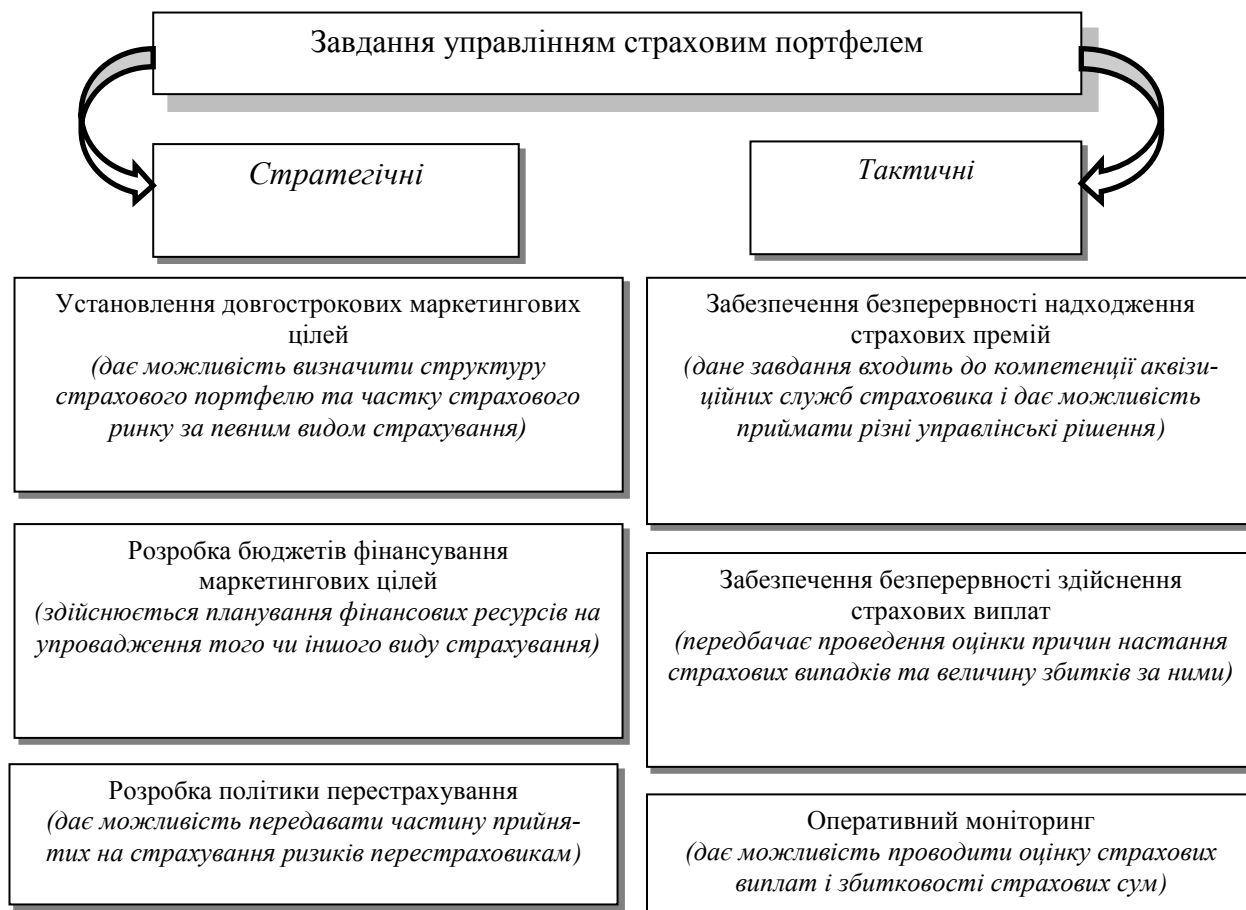 Завдання управлінням страховим портфелем
Стратегічні
Тактичні
Установлення довгострокових маркетингових
цілей
(дає можливість визначити структуру
страхового портфелю та частку страхового
ринку за певним видом страхування)
Розробка бюджетів фінансування
маркетингових цілей
(здійснюється планування фінансових ресурсів на
упровадження того чи іншого виду страхування)
Розробка політики перестрахування
(дає можливість передавати частину прийня-
тих на страхування ризиків перестраховикам)
Забезпечення безперервності надходження
страхових премій
(дане завдання входить до компетенції аквізи-
ційних служб страховика і дає можливість
приймати різні управлінські рішення)
Забезпечення безперервності здійснення
страхових виплат
(передбачає проведення оцінки причин настання
страхових випадків та величину збитків за ними)
Оперативний моніторинг
(дає можливість проводити оцінку страхових
виплат і збитковості страхових сум)